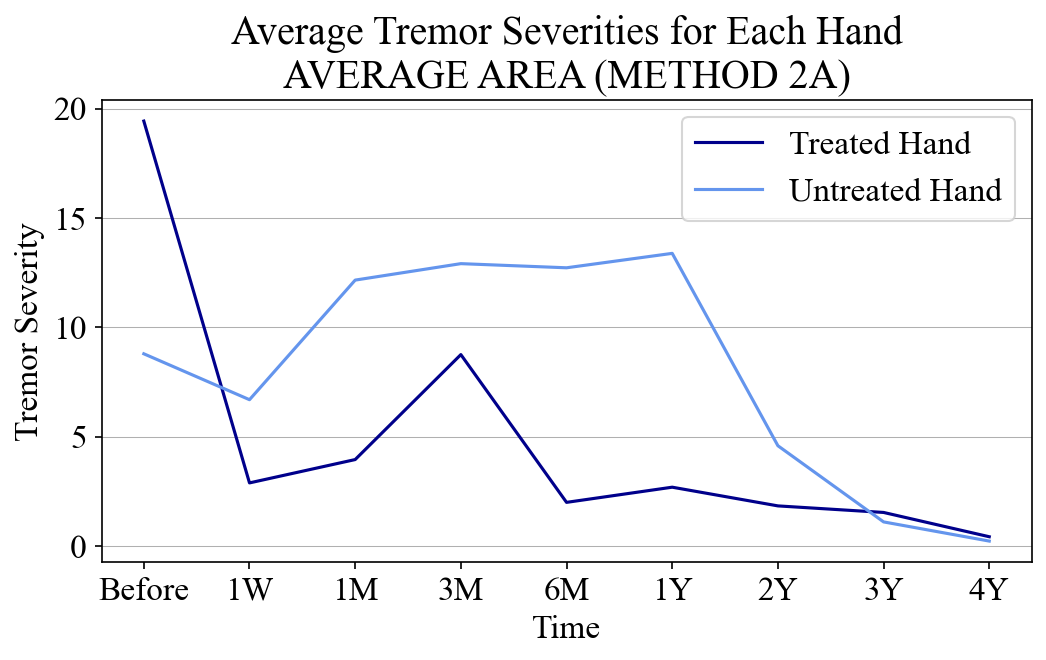 Average Tremor Severities for Each Hand
AVERAGE AREA (METHOD 2A)
Treated Hand
Untreated Hand
Tremor Severity
20
15
10
5
0
Before 1W 1M 3M 6M 1Y 2Y 3Y 4Y
Time